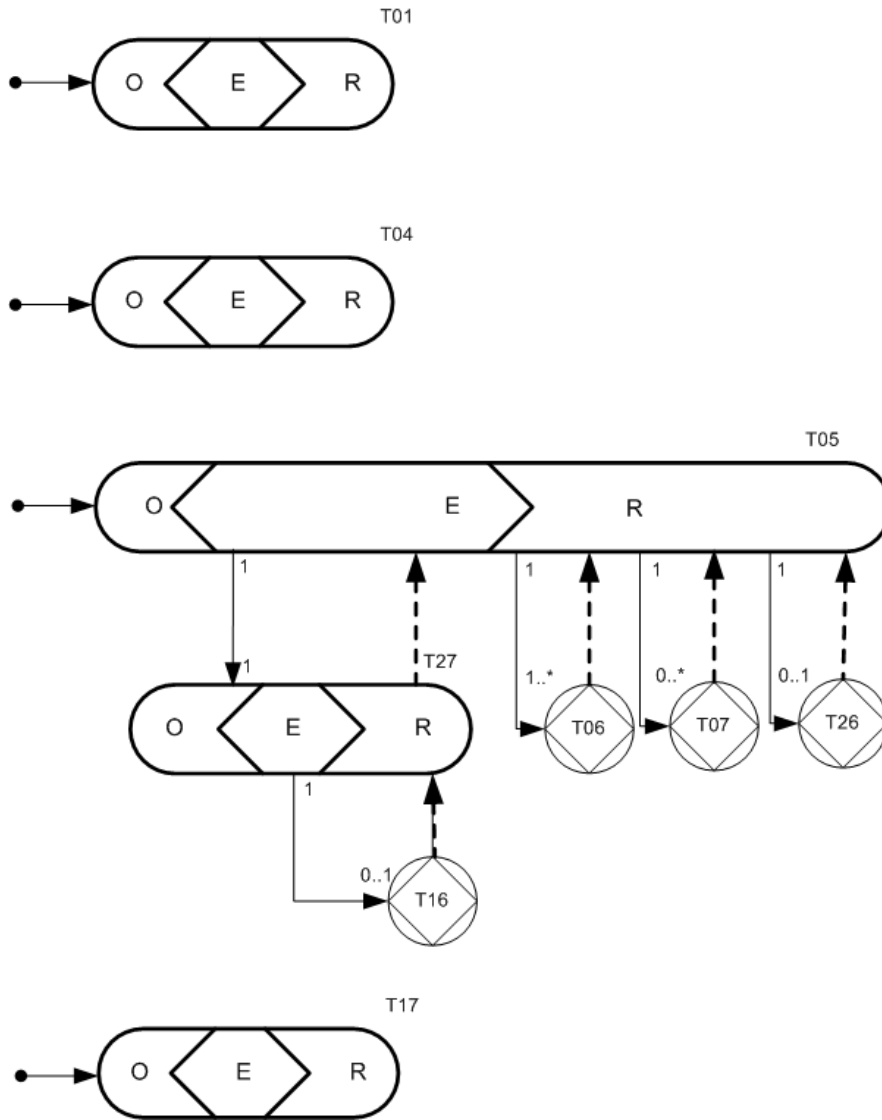 T01
O E R
T04
O E R
T05
O E R
1 1 1 1
1 T27 1..* 0..* 0..1
O E R T06 T07 T26
1
0..1
T16
T17
O E R